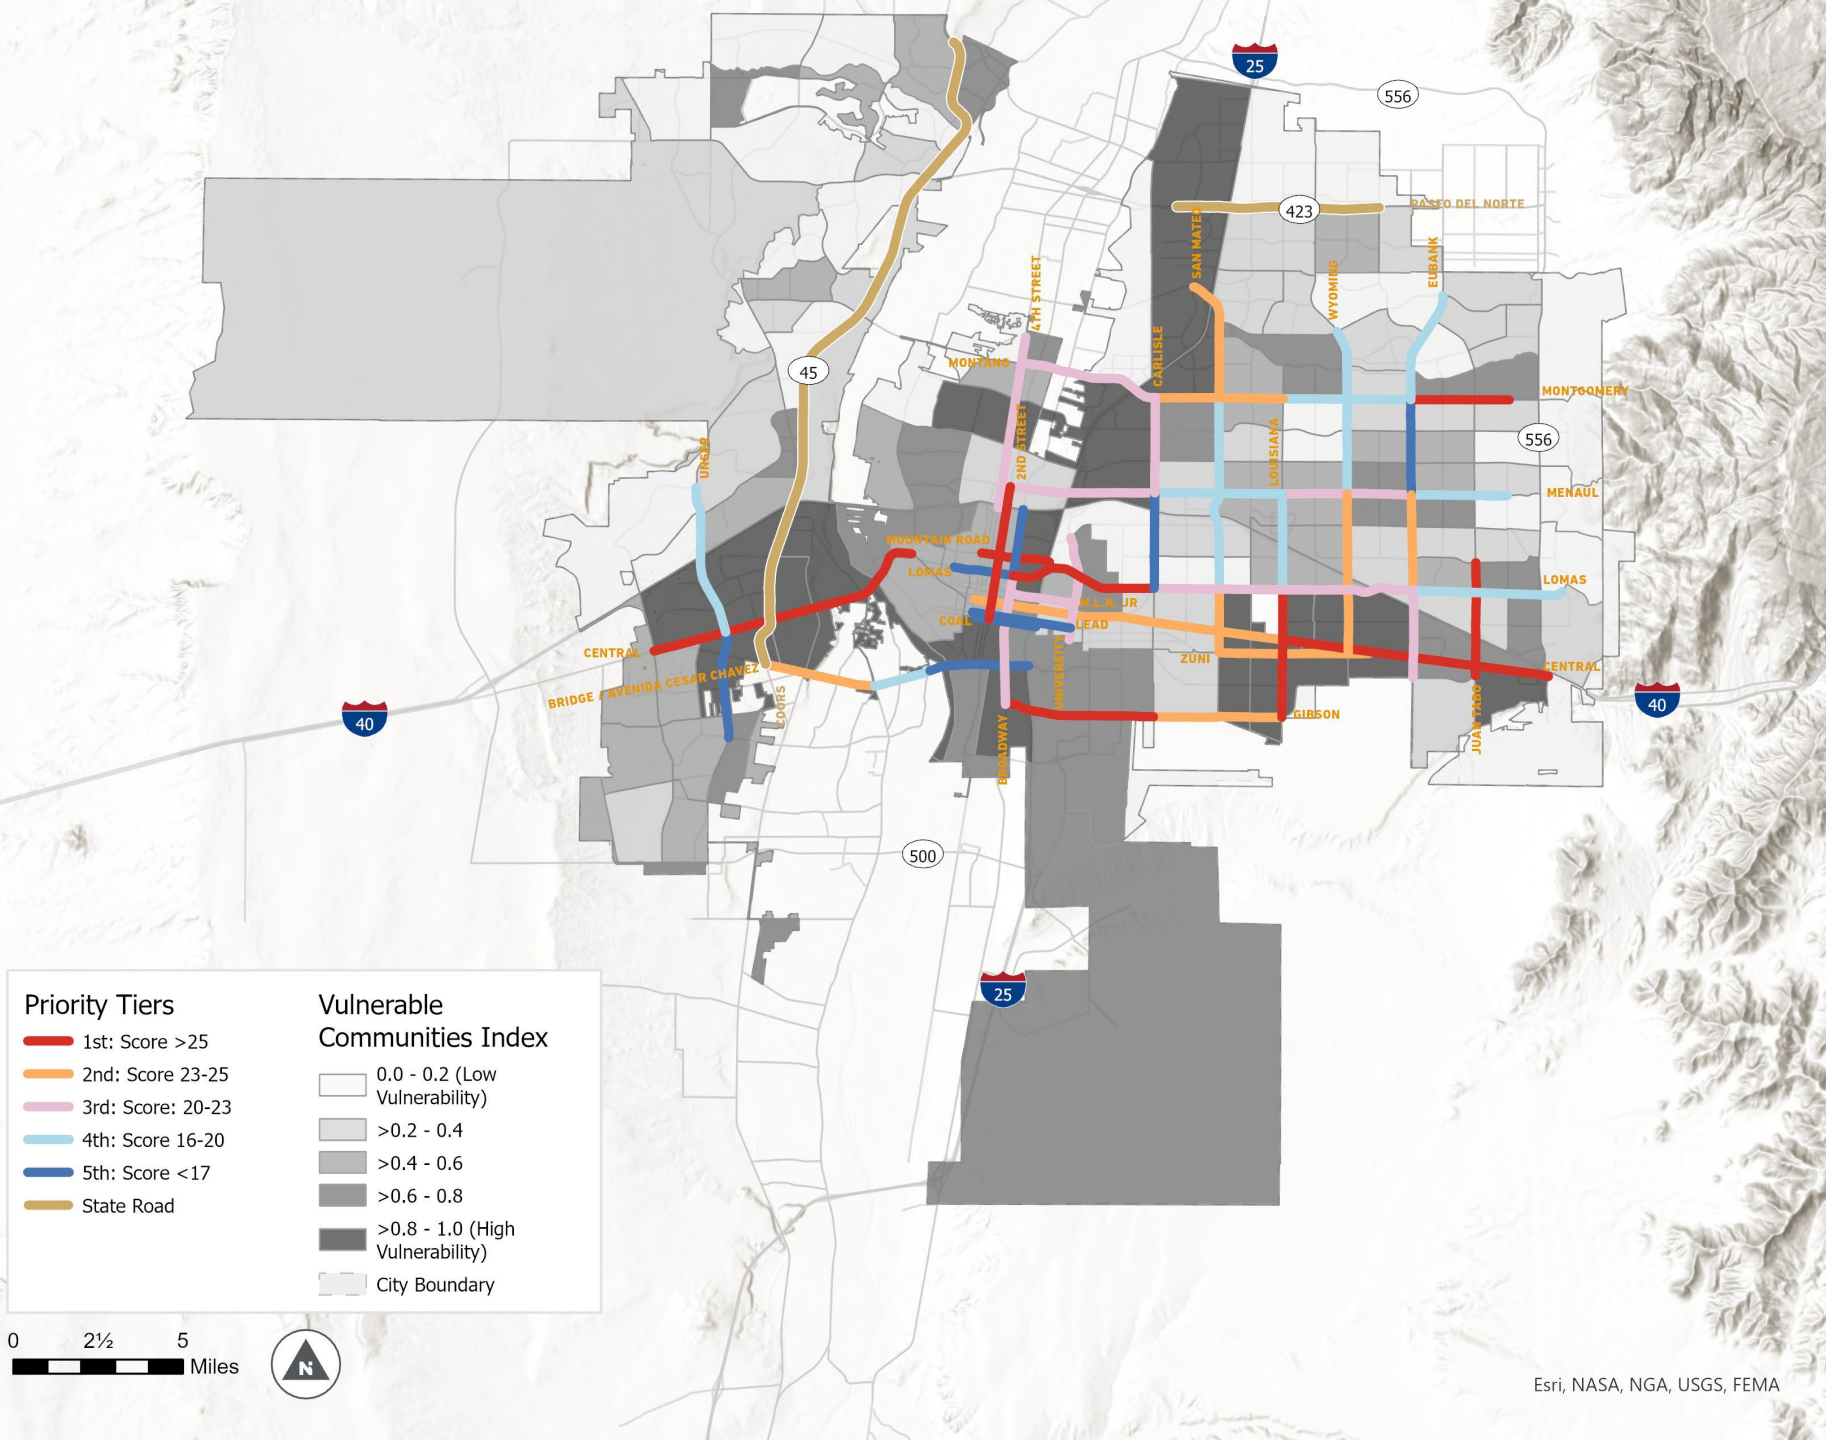 25
556
423
PASEO DEL NORTE
SAN MATEO
EUBANK
WYOMING
4TH STREET
CARLISLE
MONTANO
45
MONTGOMERY
556
2ND STREET
LOUISIANA
UNSER
MENAUL
MOUNTAIN ROAD
LOMAS
LOMAS
M.L.K. JR
COAL
LEAD
CENTRAL
ZUNI
CENTRAL
BRIDGE / AVENIDA CESAR CHAVEZ
UNIVERSITY
COORS
40
40
GIBSON
JUAN TABO
BROADWAY
500
25
Priority Tiers
1st: Score >25
2nd: Score 23-25
3rd: Score: 20-23
4th: Score 16-20
5th: Score <17
State Road
Vulnerable
Communities Index
0.0 - 0.2 (Low
Vulnerability)
>0.2 - 0.4
>0.4 - 0.6
>0.6 - 0.8
>0.8 - 1.0 (High
Vulnerability)
City Boundary
0 2½ 5
Miles
N
Esri, NASA, NGA, USGS, FEMA